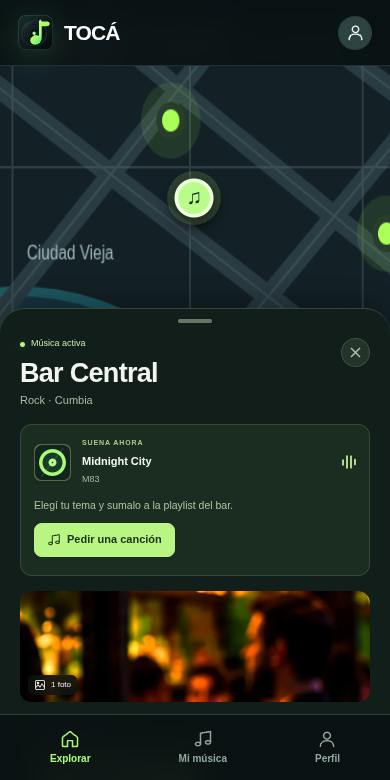 TOCÁ
Ciudad Vieja
Música activa
Bar Central
Rock · Cumbia
SUENA AHORA
Midnight City
M83
Elegí tu tema y sumalo a la playlist del bar.
Pedir una canción
1 foto
Explorar
Mi música
Perfil